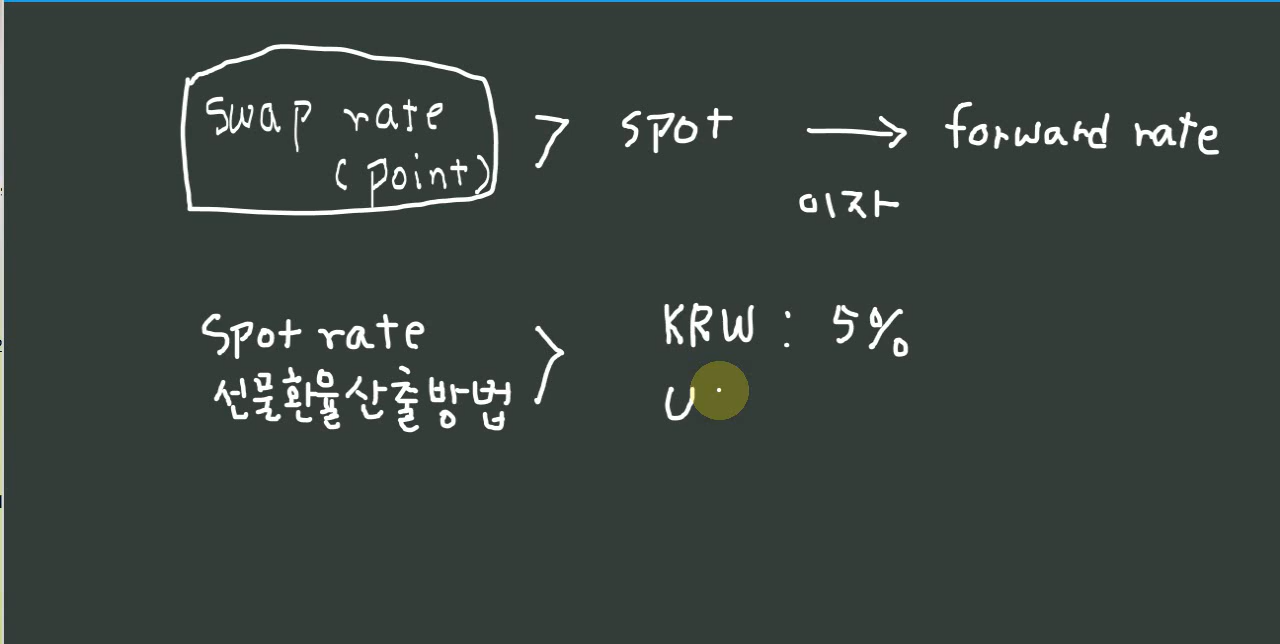 swap rate (point) > spot → forward rate
이자
spot rate
선물환율산출방법 > KRW : 5%
U